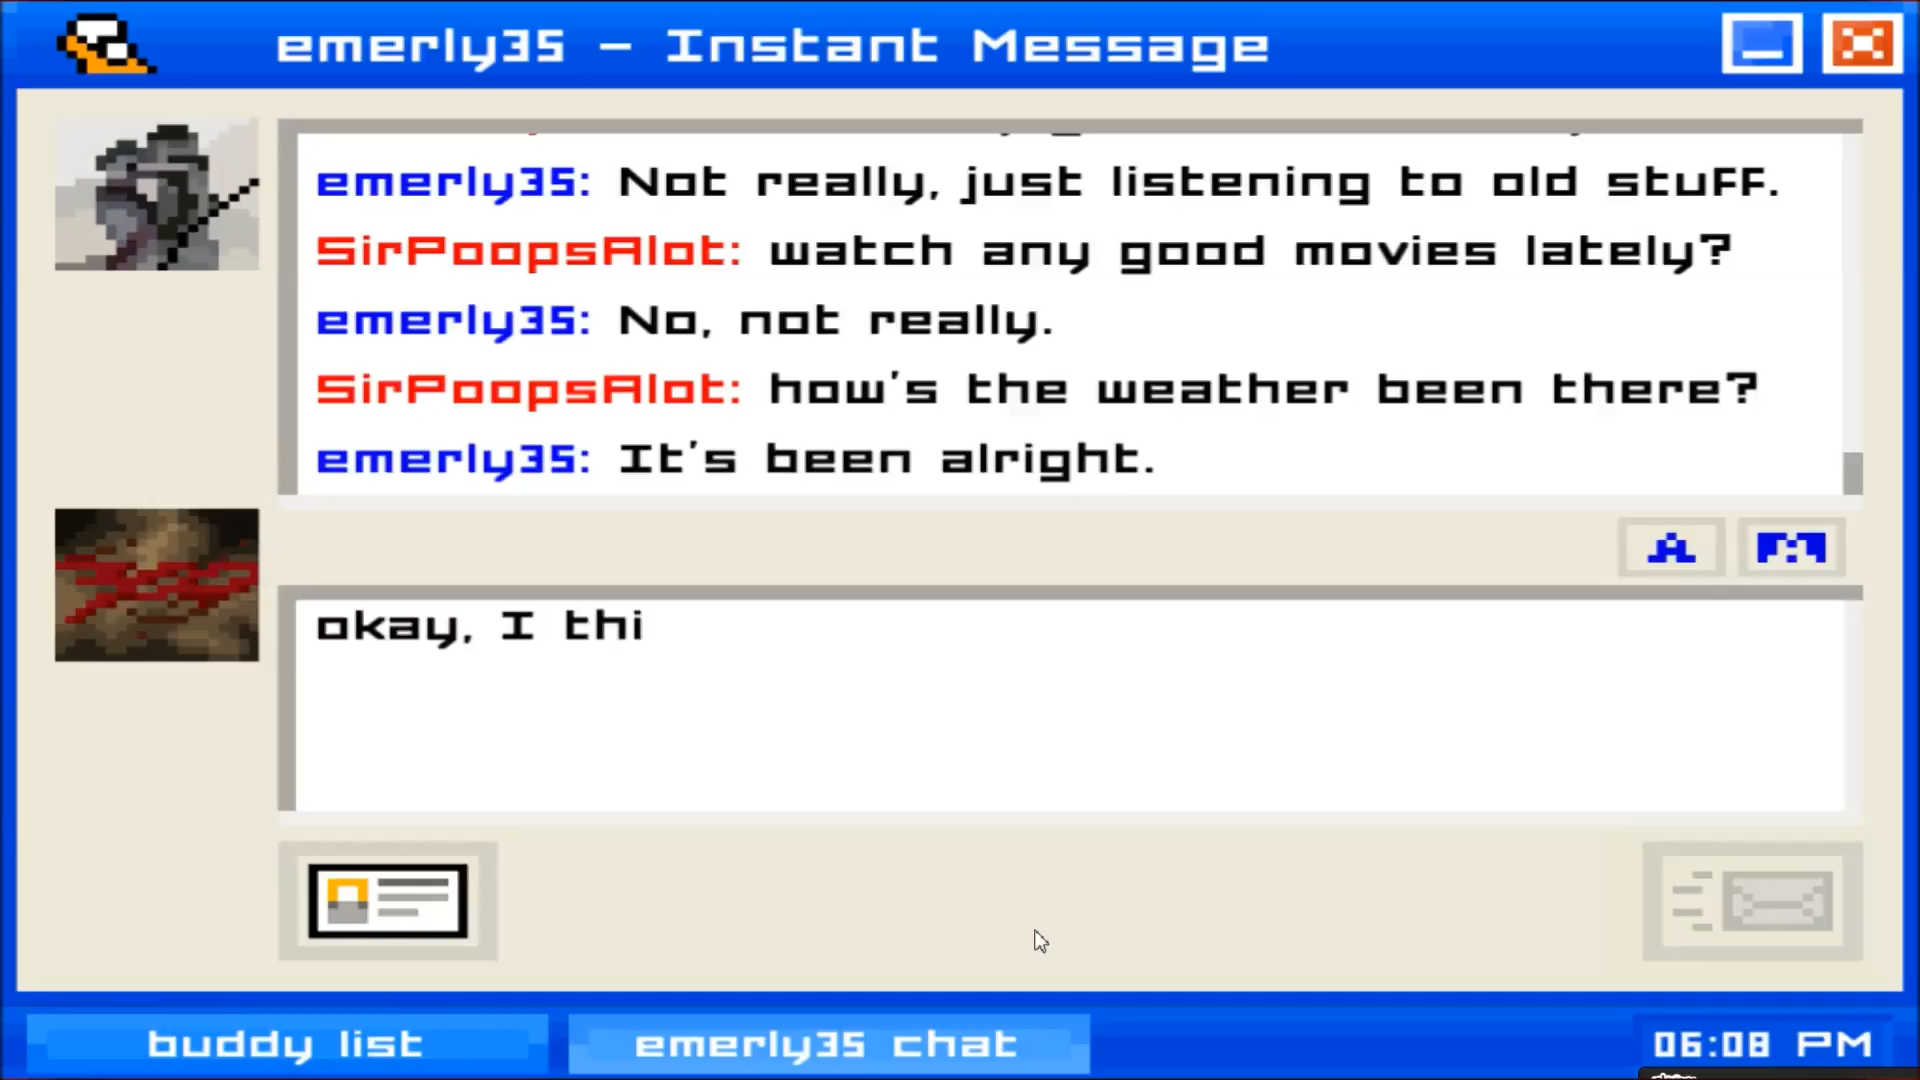 emerly35 - Instant Message
emerly35: Not really, just listening to old stuff.
SirPoopsAlot: watch any good movies lately?
emerly35: No, not really.
SirPoopsAlot: how's the weather been there?
emerly35: It's been alright.
A
okay, I thi
buddy list
emerly35 chat
06:08 PM